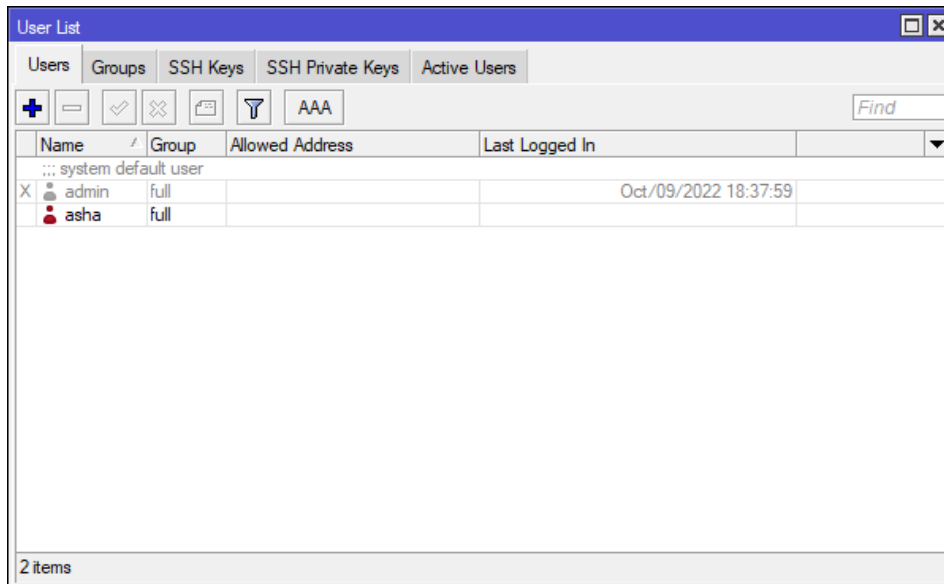 User List
Users Groups SSH Keys SSH Private Keys Active Users
AAA Find
Name Group Allowed Address Last Logged In
;;; system default user
X admin full Oct/09/2022 18:37:59
asha full
2 items